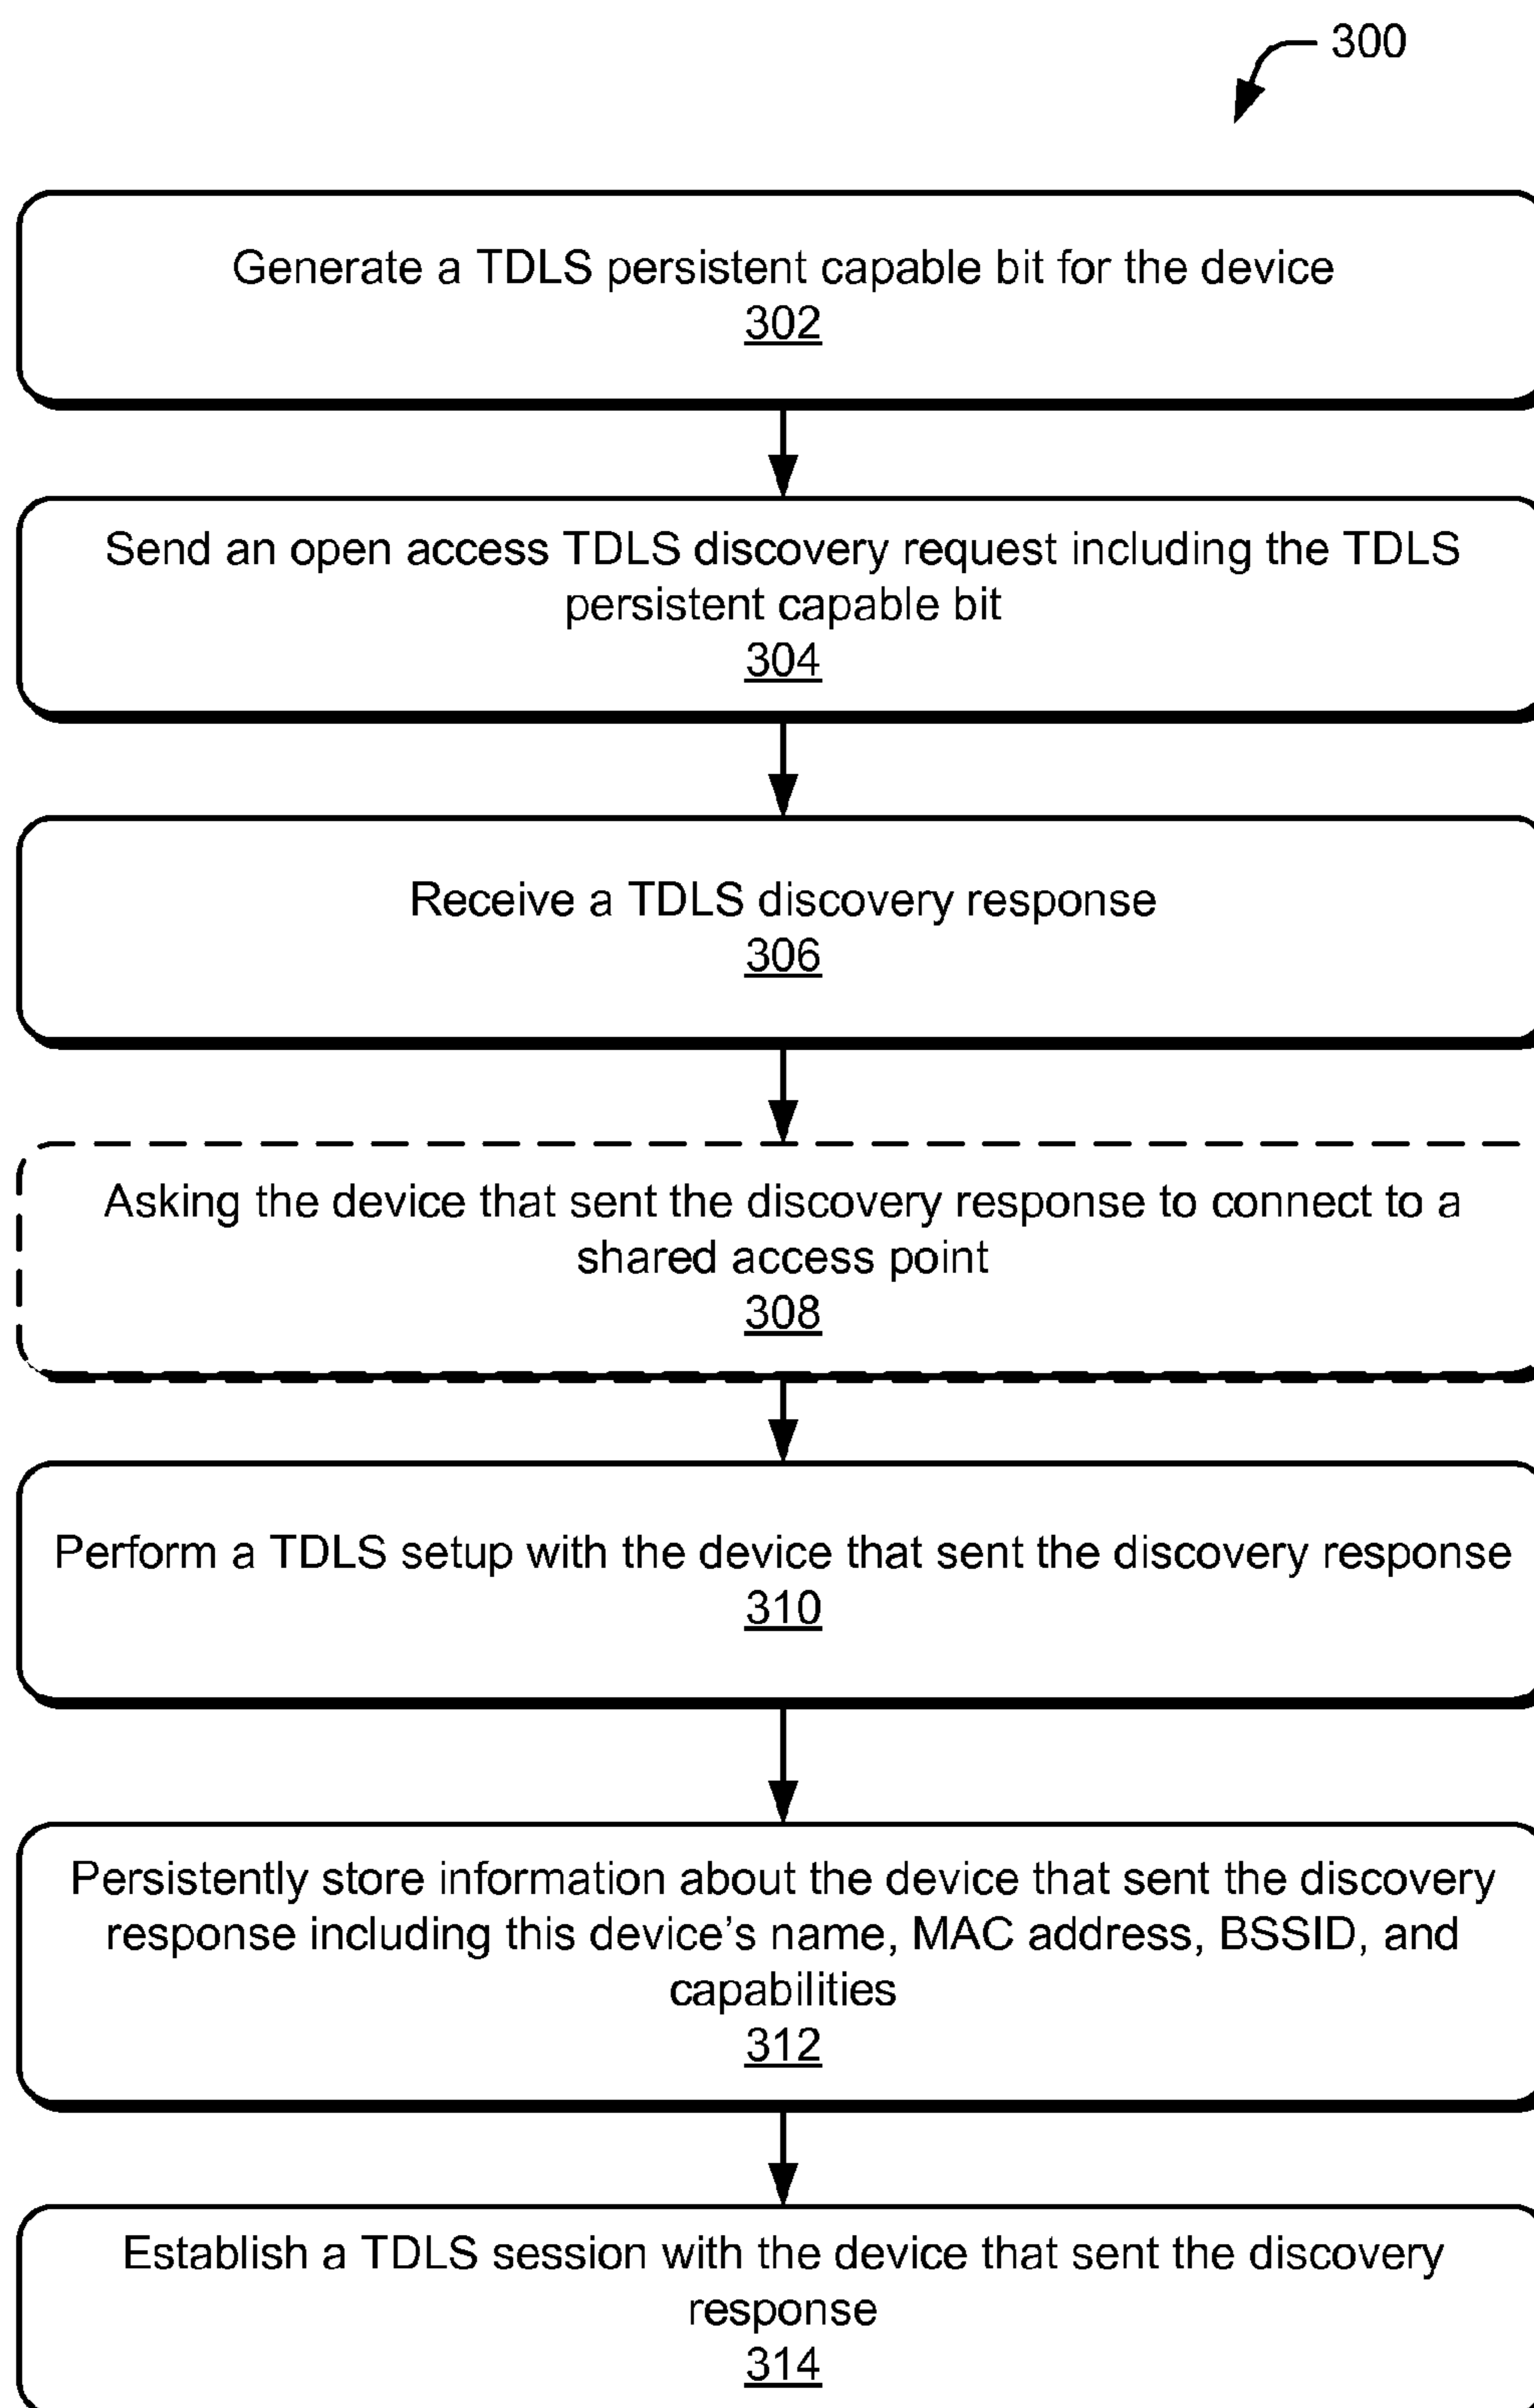 300
Generate a TDLS persistent capable bit for the device
302
Send an open access TDLS discovery request including the TDLS
persistent capable bit
304
Receive a TDLS discovery response
306
Asking the device that sent the discovery response to connect to a
shared access point
308
Perform a TDLS setup with the device that sent the discovery response
310
Persistently store information about the device that sent the discovery
response including this device's name, MAC address, BSSID, and
capabilities
312
Establish a TDLS session with the device that sent the discovery
response
314